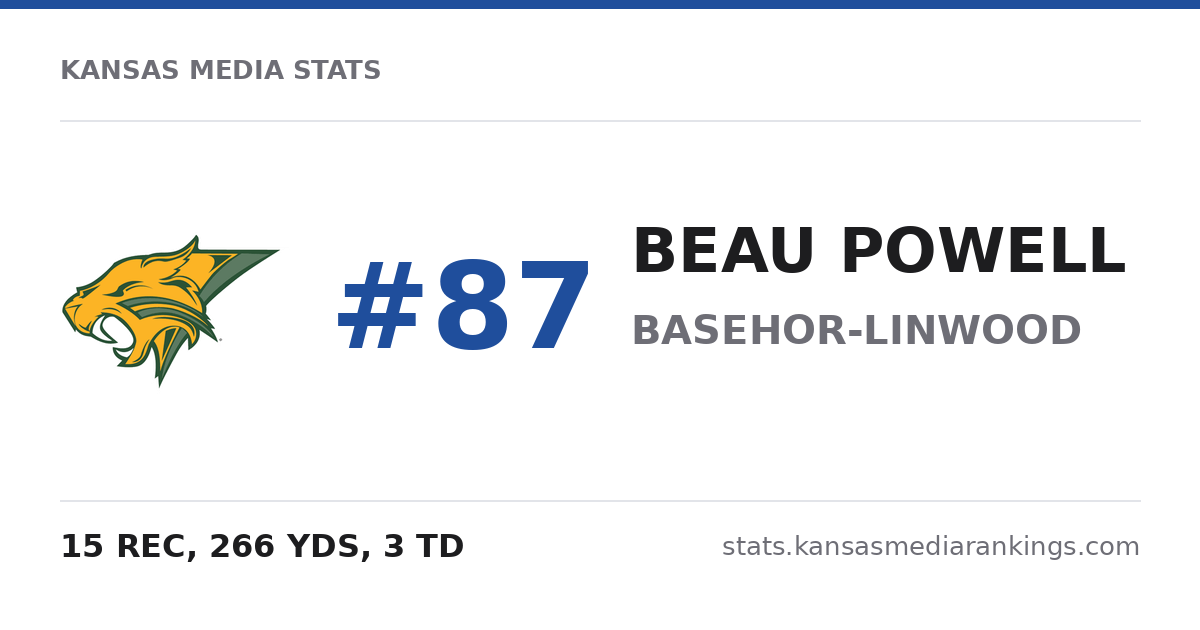 KANSAS MEDIA STATS
#87
BEAU POWELL
BASEHOR-LINWOOD
15 REC, 266 YDS, 3 TD
stats.kansasmediarankings.com